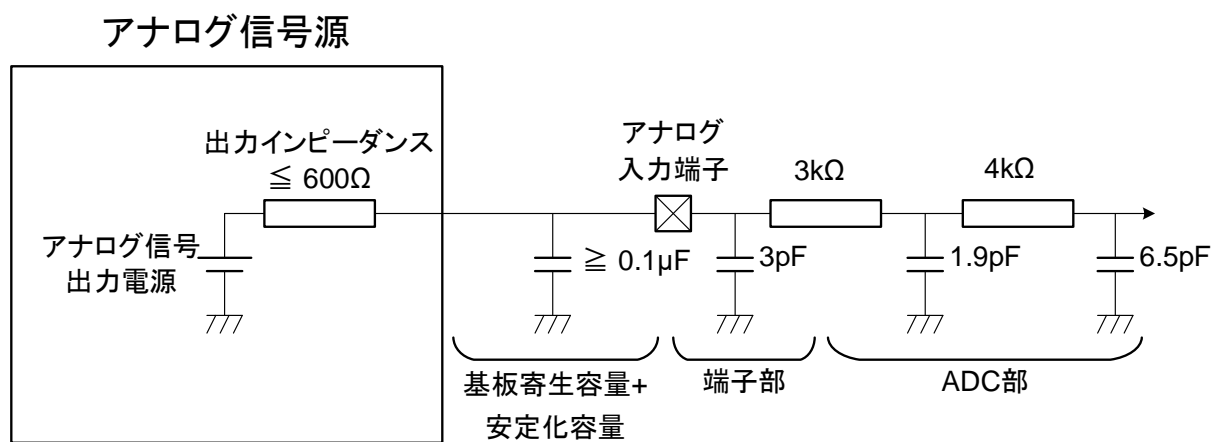 アナログ信号源
出力インピーダンス
≦ 600Ω
アナログ信号
出力電源
アナログ
入力端子
3kΩ
4kΩ
≧ 0.1µF
3pF
1.9pF
6.5pF
基板寄生容量+
安定化容量
端子部
ADC部